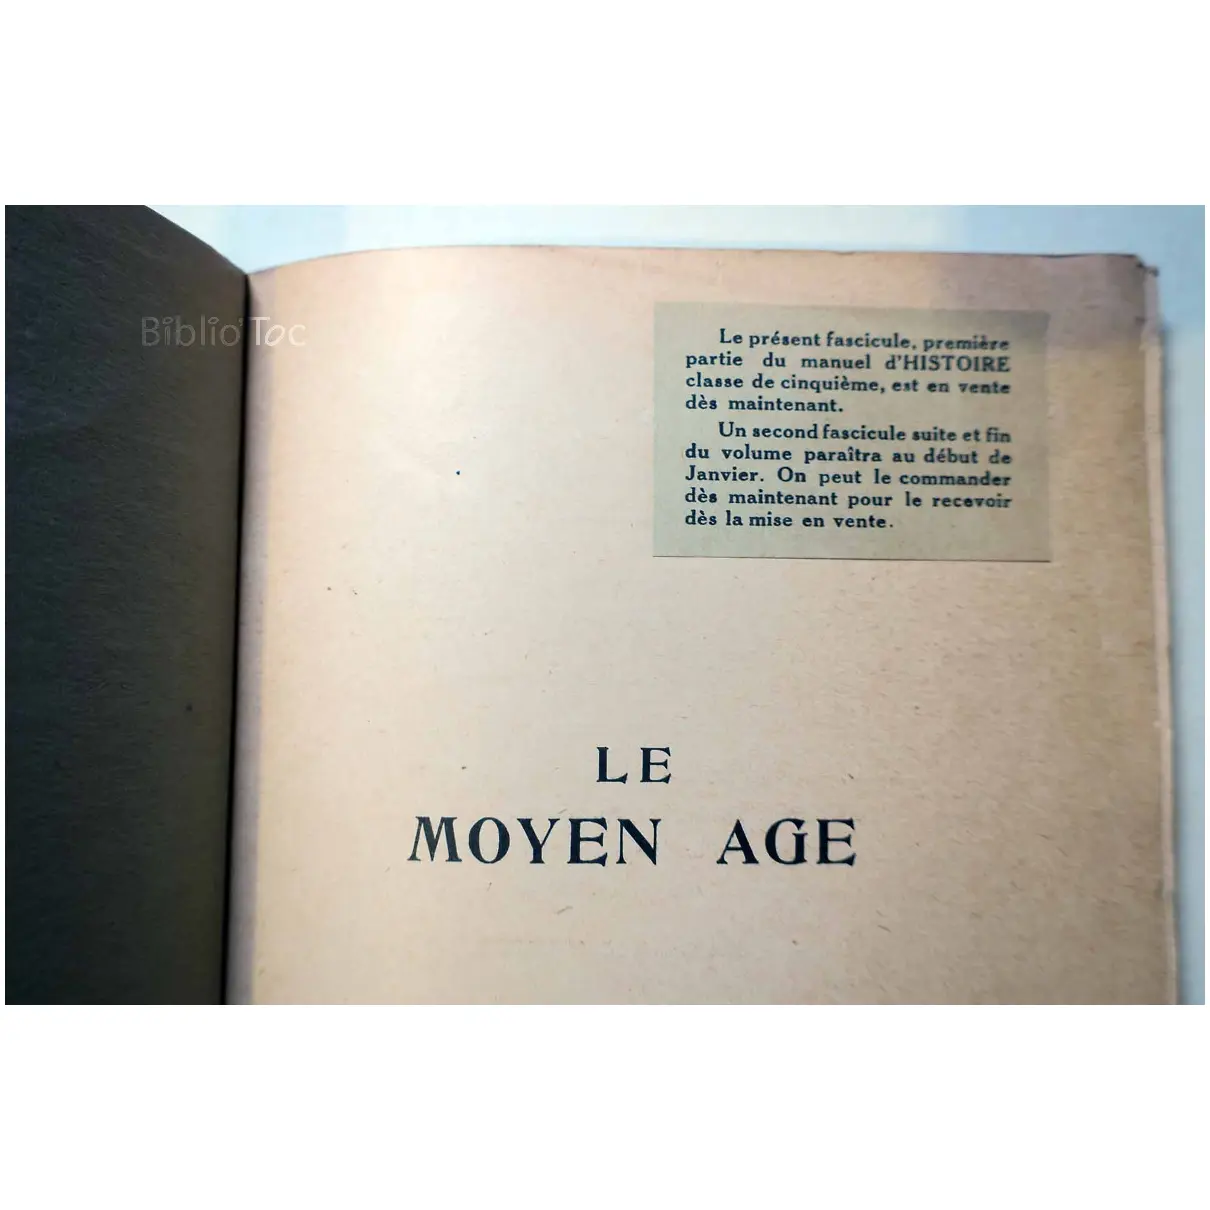 Biblio'Toc
Le présent fascicule, première
partie du manuel d'HISTOIRE
classe de cinquième, est en vente
dès maintenant.
Un second fascicule suite et fin
du volume paraîtra au début de
Janvier. On peut le commander
dès maintenant pour le recevoir
dès la mise en vente.
LE
MOYEN AGE